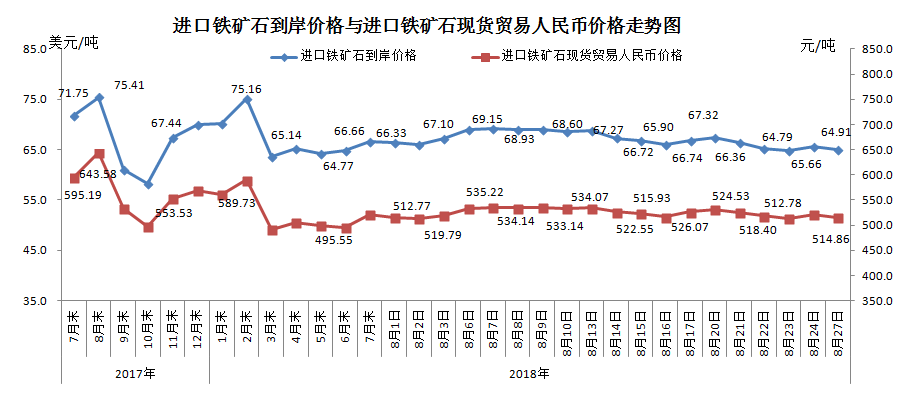 进口铁矿石到岸价格与进口铁矿石现货贸易人民币价格走势图
美元/吨
元/吨
进口铁矿石到岸价格
进口铁矿石现货贸易人民币价格
85.0
75.0
65.0
55.0
45.0
35.0
850.0
800.0
750.0
700.0
650.0
600.0
550.0
500.0
450.0
400.0
350.0
300.0
71.75
75.41
67.44
75.16
65.14
64.77
66.66
66.33
67.10
69.15
68.93
68.60
67.27
66.72
65.90
66.74
67.32
66.36
64.79
65.66
64.91
595.19
643.58
553.53
589.73
495.55
512.77
519.79
535.22
534.14
533.14
534.07
522.55
515.93
526.07
524.53
518.40
512.78
514.86
7月末
8月末
9月末
10月末
11月末
12月末
1月末
2月末
3月末
4月末
5月末
6月末
7月末
8月1日
8月2日
8月3日
8月6日
8月7日
8月8日
8月9日
8月10日
8月13日
8月14日
8月15日
8月16日
8月17日
8月20日
8月21日
8月22日
8月23日
8月24日
8月27日
2017年
2018年